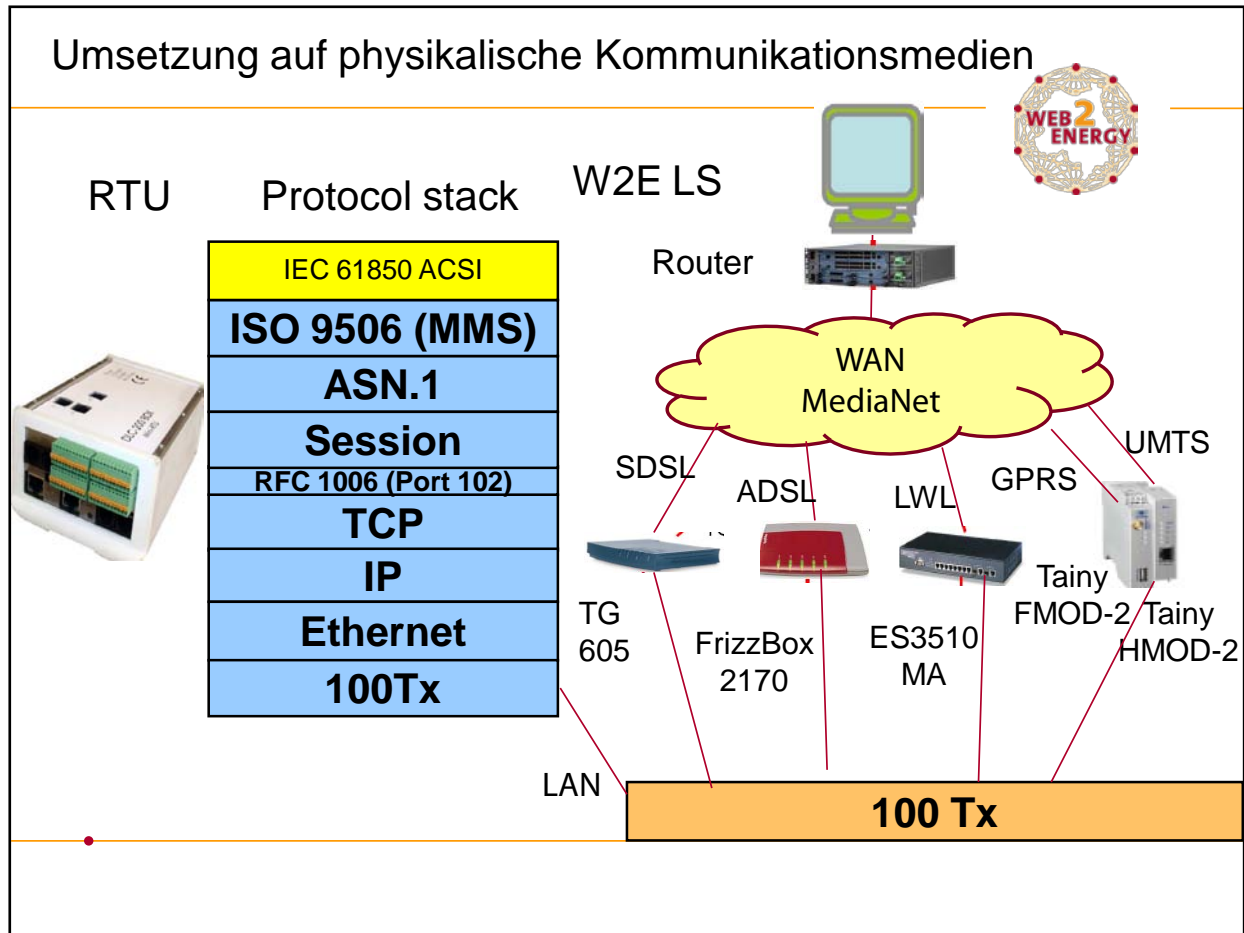 Umsetzung auf physikalische Kommunikationsmedien
WEB 2
ENERGY
RTU
Protocol stack
W2E LS
Router
IEC 61850 ACSI
ISO 9506 (MMS)
ASN.1
Session
RFC 1006 (Port 102)
TCP
IP
Ethernet
100Tx
WAN
MediaNet
SDSL
ADSL
LWL
GPRS
UMTS
TG
605
FrizzBox
2170
ES3510
MA
Tainy
FMOD-2
Tainy
HMOD-2
LAN
100 Tx